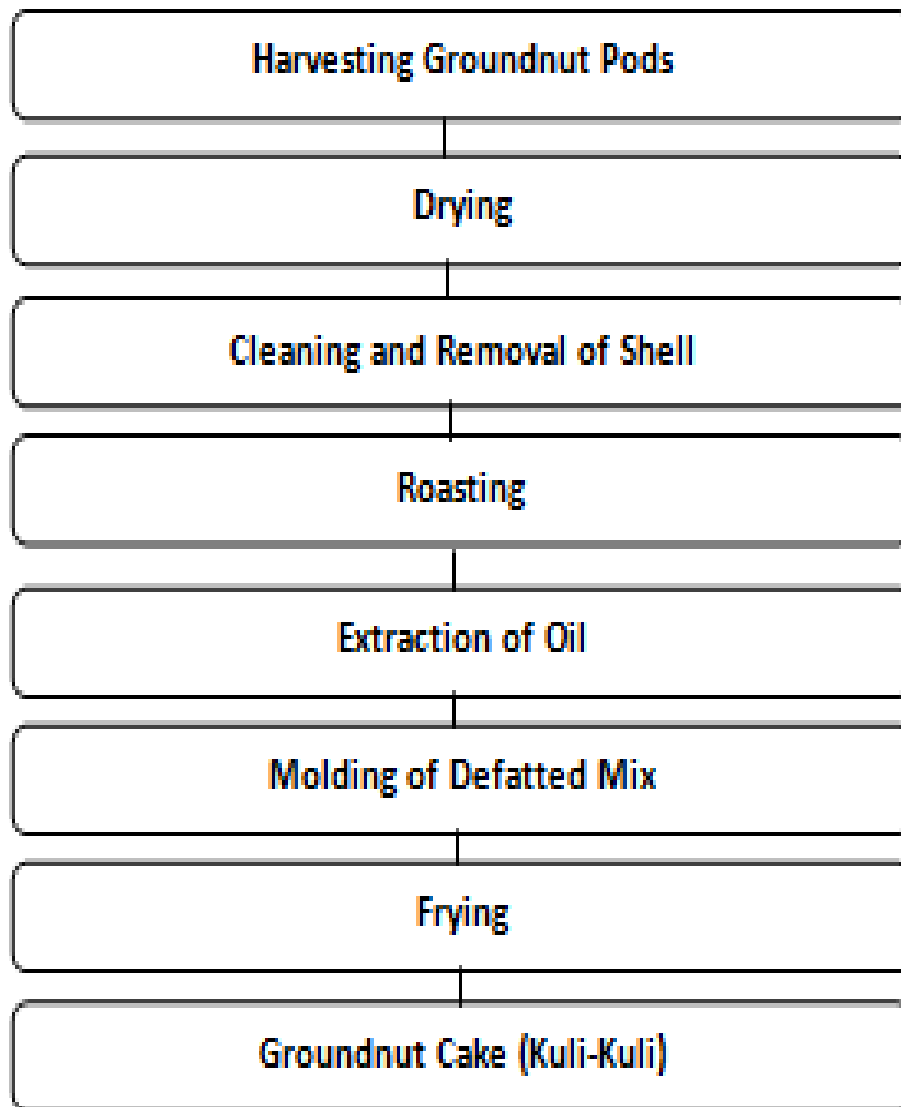 Harvesting Groundnut Pods
Drying
Cleaning and Removal of Shell
Roasting
Extraction of Oil
Molding of Defatted Mix
Frying
Groundnut Cake (Kuli-Kuli)